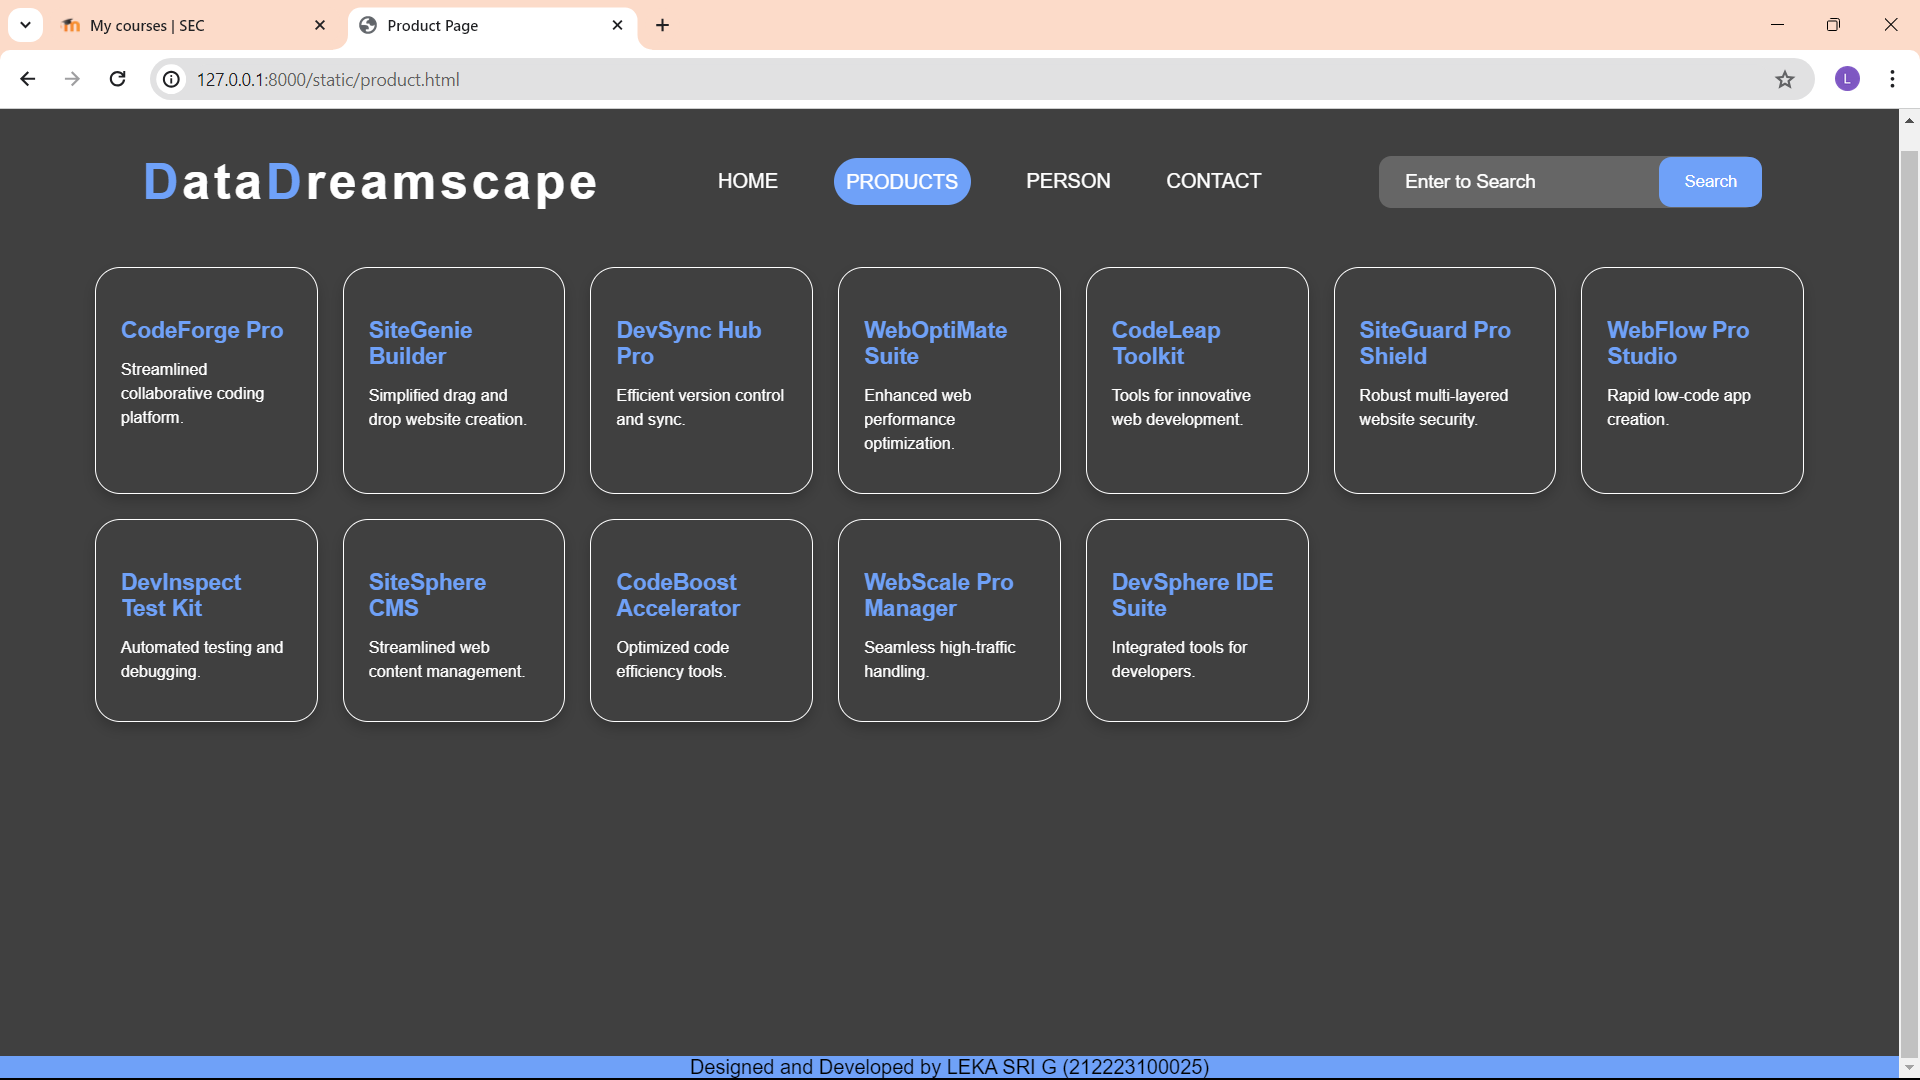 My courses | SEC
Product Page
127.0.0.1:8000/static/product.html
L
DataDreamscape
HOME
PRODUCTS
PERSON
CONTACT
Enter to Search
Search
CodeForge Pro
Streamlined
collaborative coding
platform.
SiteGenie
Builder
Simplified drag and
drop website creation.
DevSync Hub
Pro
Efficient version control
and sync.
WebOptiMate
Suite
Enhanced web
performance
optimization.
CodeLeap
Toolkit
Tools for innovative
web development.
SiteGuard Pro
Shield
Robust multi-layered
website security.
WebFlow Pro
Studio
Rapid low-code app
creation.
DevInspect
Test Kit
Automated testing and
debugging.
SiteSphere
CMS
Streamlined web
content management.
CodeBoost
Accelerator
Optimized code
efficiency tools.
WebScale Pro
Manager
Seamless high-traffic
handling.
DevSphere IDE
Suite
Integrated tools for
developers.
Designed and Developed by LEKA SRI G (212223100025)